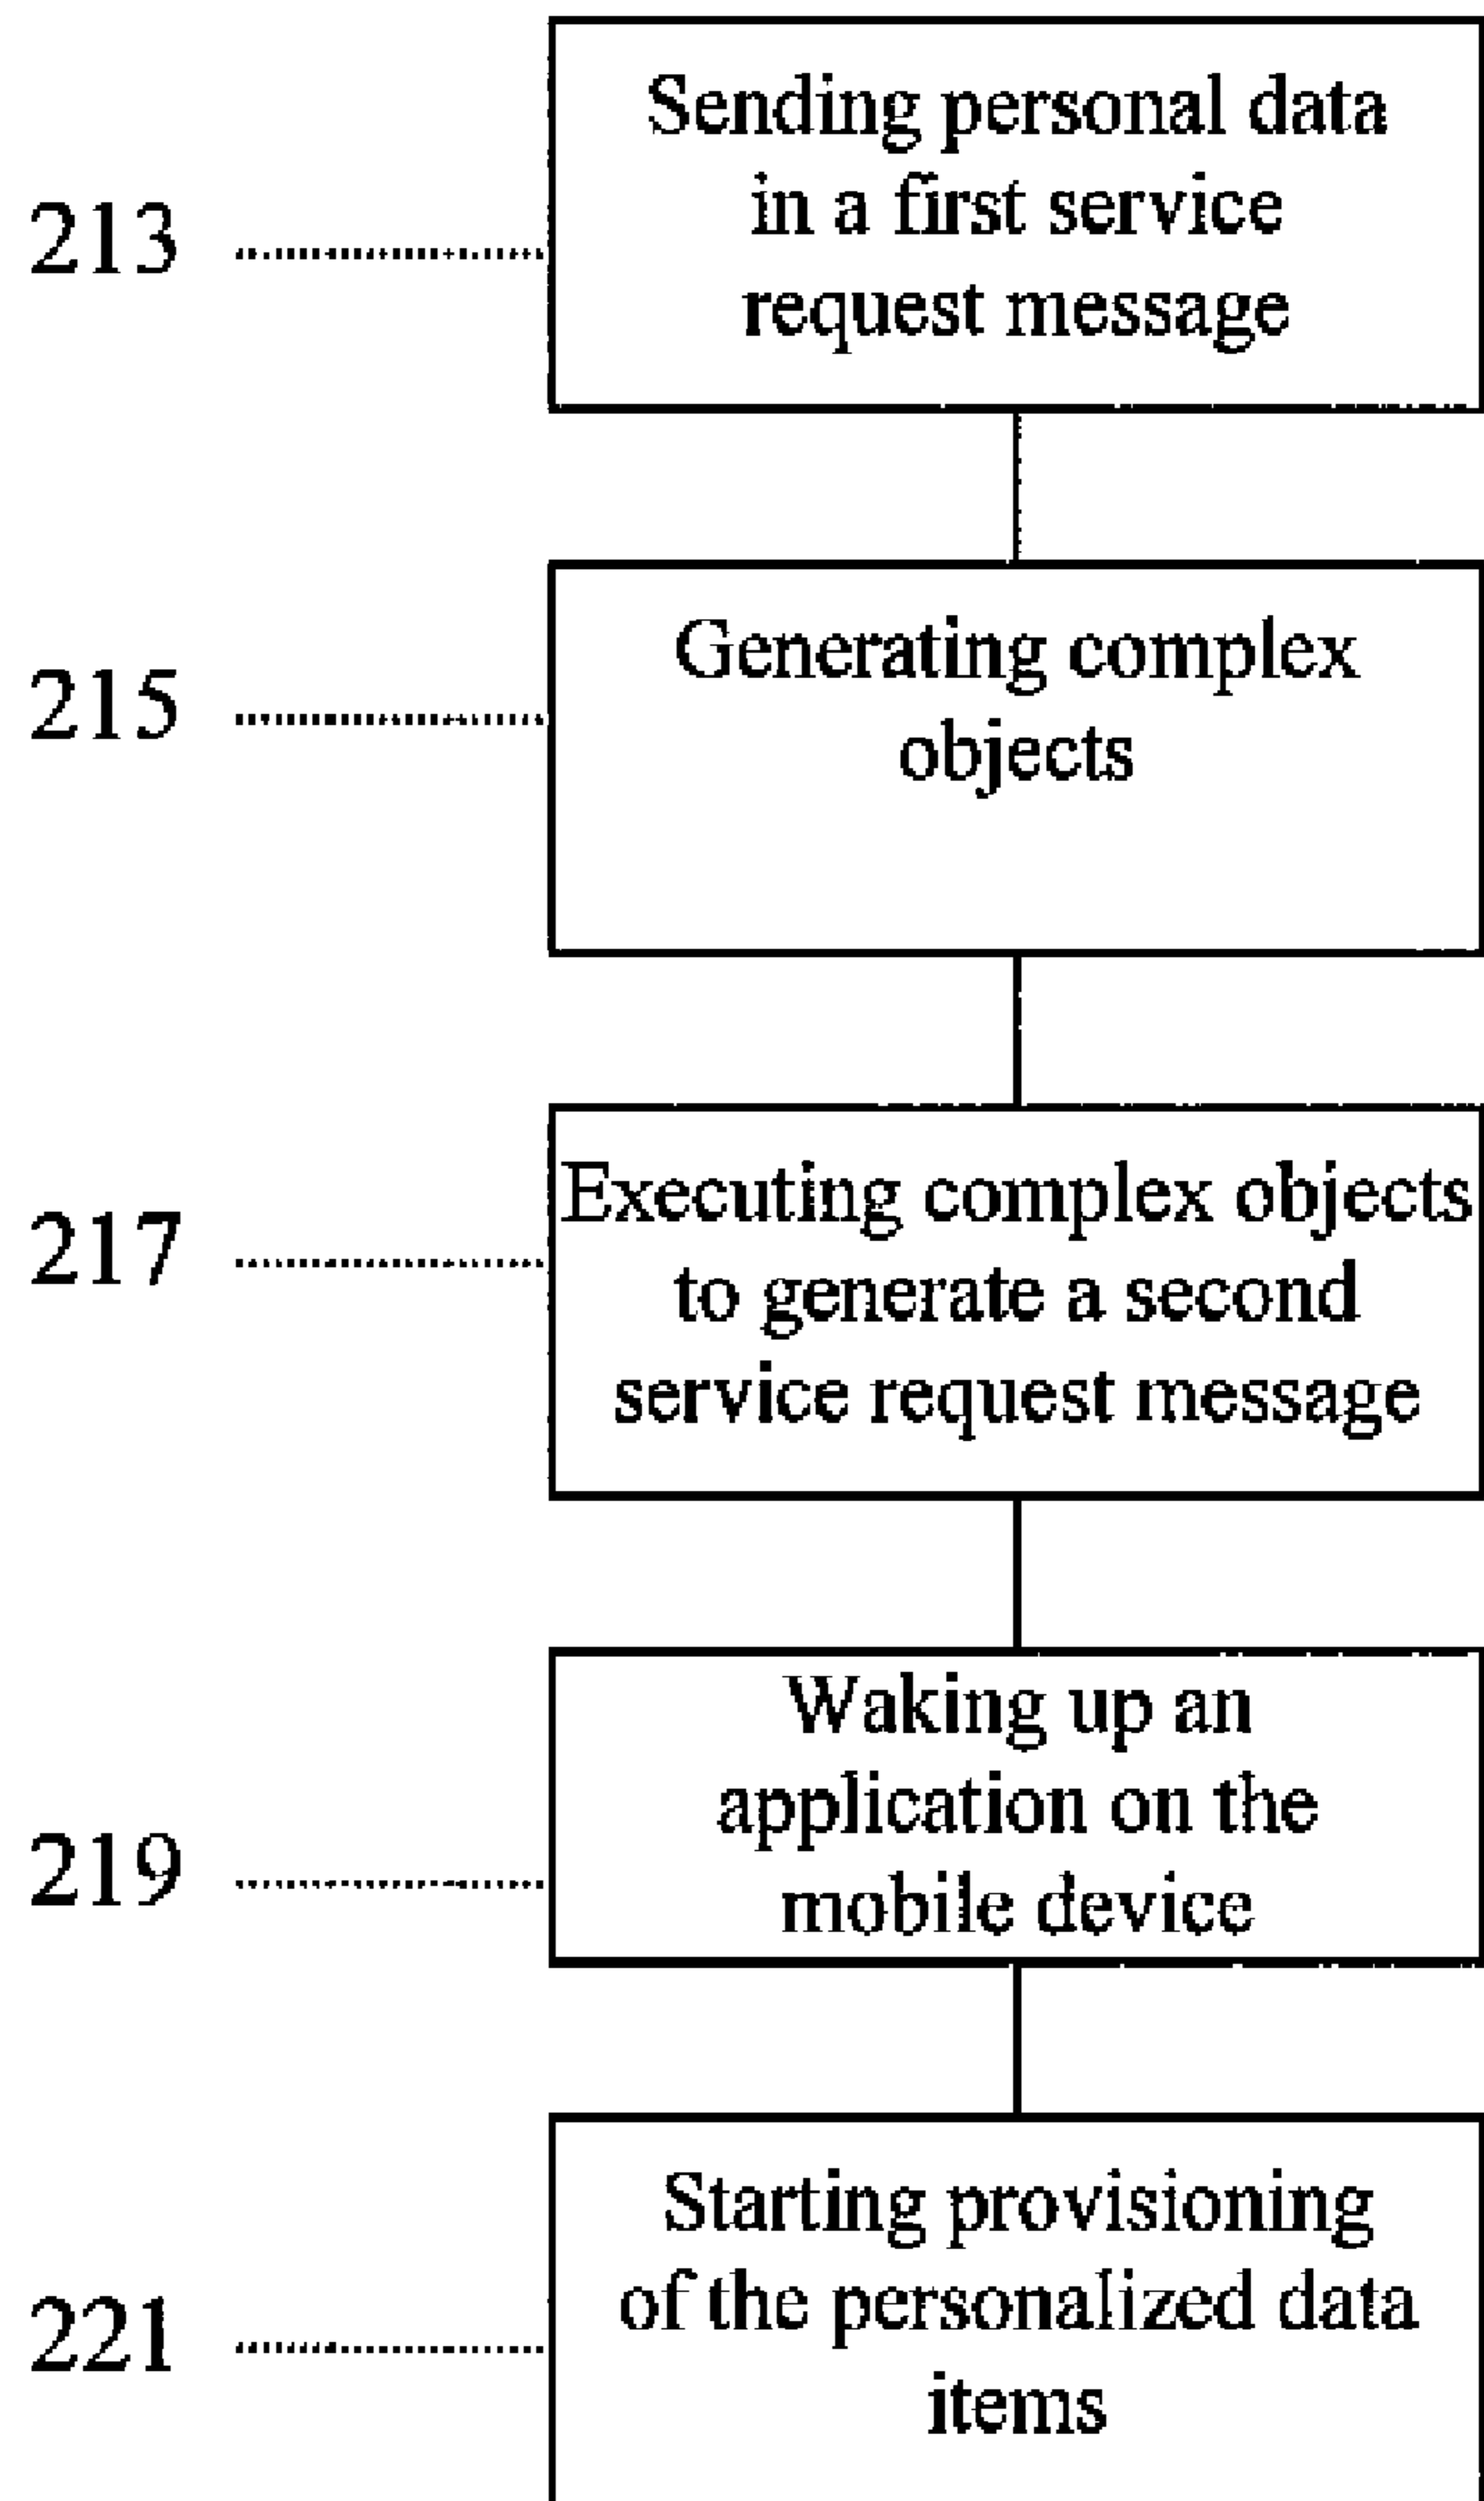 Sending personal data
in a first service
request message
213
Generating complex
objects
215
Executing complex objects
to generate a second
service request message
217
Waking up an
application on the
mobile device
219
Starting provisioning
of the personalized data
items
221